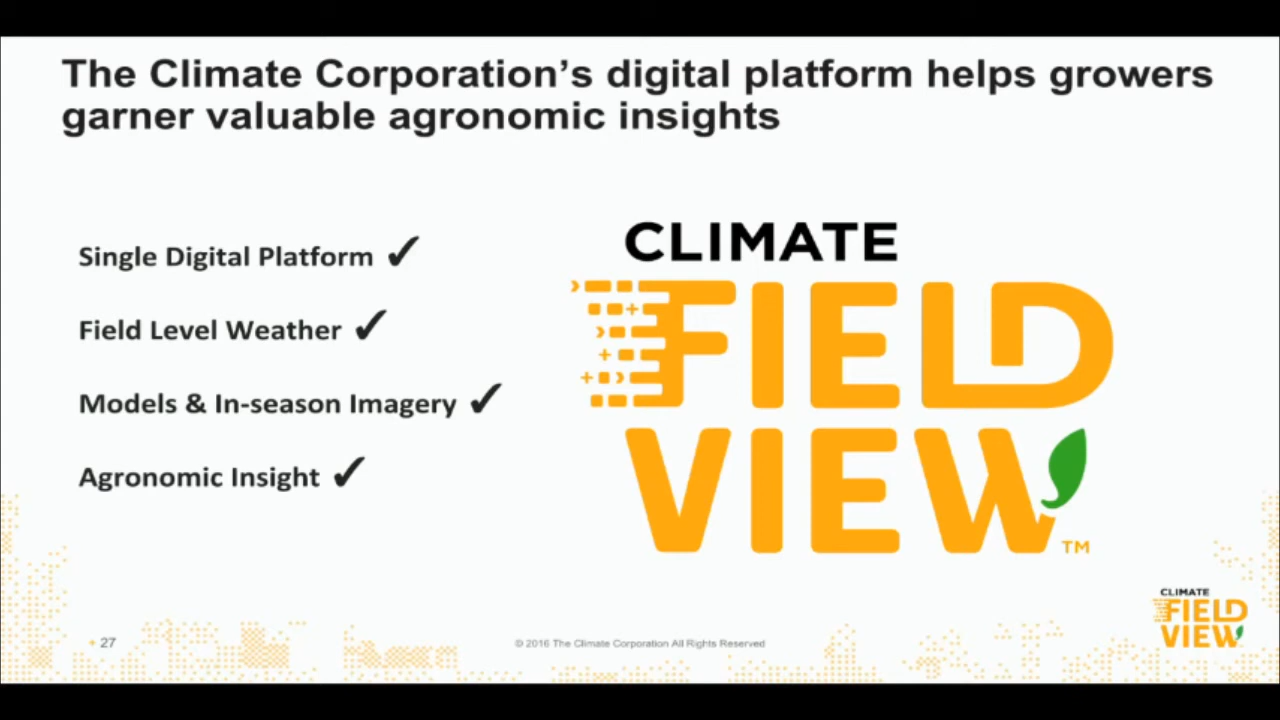 The Climate Corporation's digital platform helps growers
garner valuable agronomic insights
Single Digital Platform ✓
Field Level Weather ✓
Models & In-season Imagery ✓
Agronomic Insight ✓
CLIMATE
FIELD
VIEW
TM
+ 27
© 2016 The Climate Corporation All Rights Reserved
CLIMATE
FIELD
VIEW